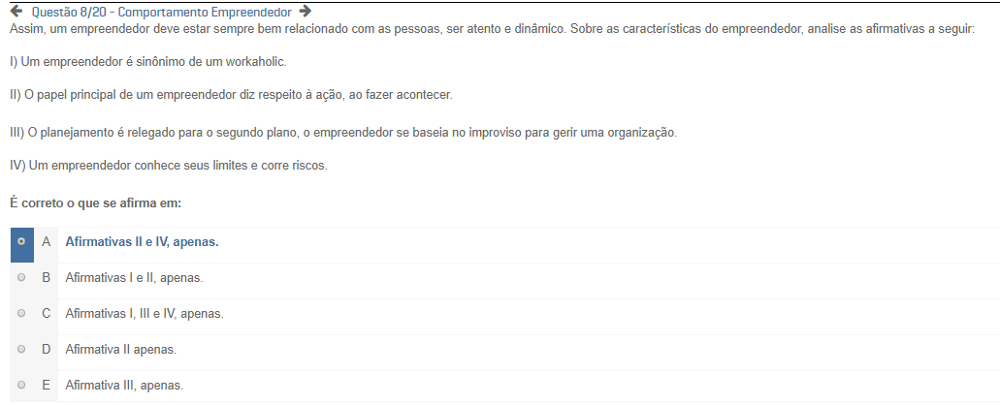 Questão 8/20 - Comportamento Empreendedor
Assim, um empreendedor deve estar sempre bem relacionado com as pessoas, ser atento e dinâmico. Sobre as características do empreendedor, analise as afirmativas a seguir:
I) Um empreendedor é sinônimo de um workaholic.
II) O papel principal de um empreendedor diz respeito à ação, ao fazer acontecer.
III) O planejamento é relegado para o segundo plano, o empreendedor se baseia no improviso para gerir uma organização.
IV) Um empreendedor conhece seus limites e corre riscos.
É correto o que se afirma em:
A Afirmativas II e IV, apenas.
B Afirmativas I e II, apenas.
C Afirmativas I, III e IV, apenas.
D Afirmativa II apenas.
E Afirmativa III, apenas.